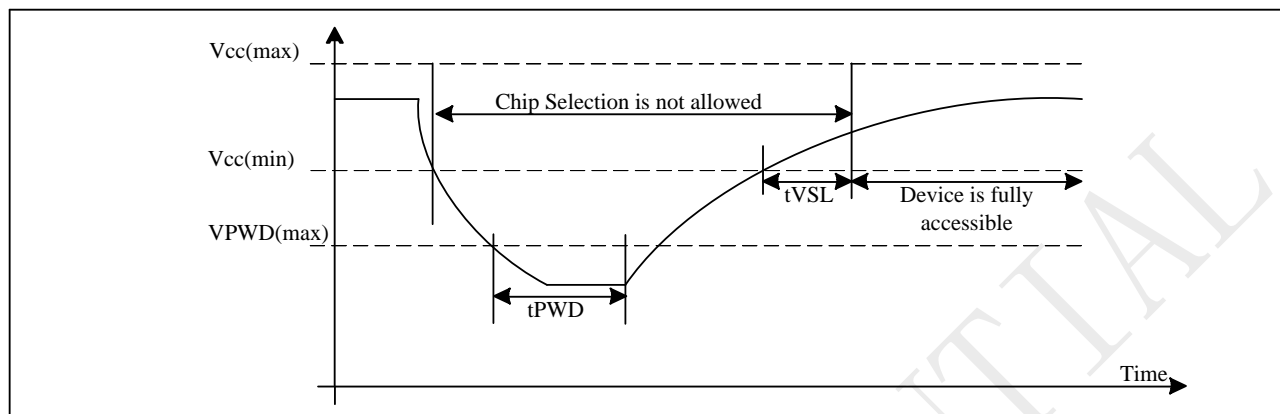 Vcc(max)
Chip Selection is not allowed
Vcc(min)
tVSL
Device is fully
accessible
VPWD(max)
tPWD
Time